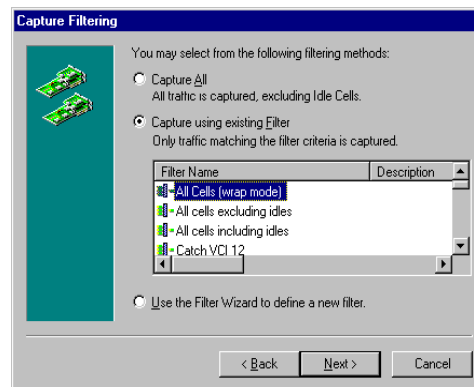 Capture Filtering
You may select from the following filtering methods:
Capture All
All traffic is captured, excluding Idle Cells.
Capture using existing Filter
Only traffic matching the filter criteria is captured.
Filter Name Description
All Cells (wrap mode)
All cells excluding idles
All cells including idles
Catch VCI 12
Use the Filter Wizard to define a new filter.
< Back Next > Cancel